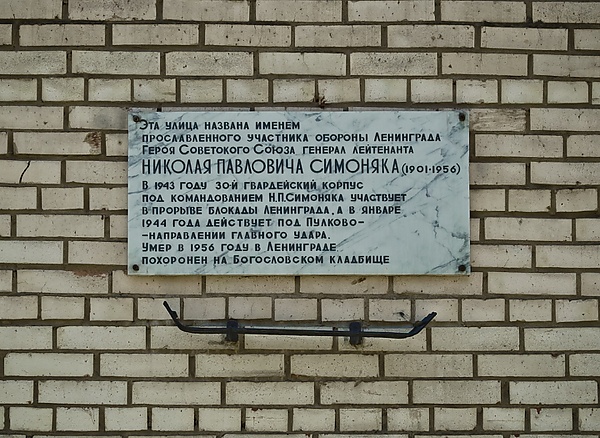 Эта улица названа именем
прославленного участника обороны Ленинграда
Героя Советского Союза генерал лейтенанта
НИКОЛАЯ ПАВЛОВИЧА СИМОНЯКА (1901-1956)
В 1943 году 30-й гвардейский корпус
под командованием Н.П.Симоняка участвует
в прорыве блокады Ленинграда, а в январе
1944 года действует под Пулково-
-направлении главного удара.
Умер в 1956 году в Ленинграде,
похоронен на Богословском кладбище